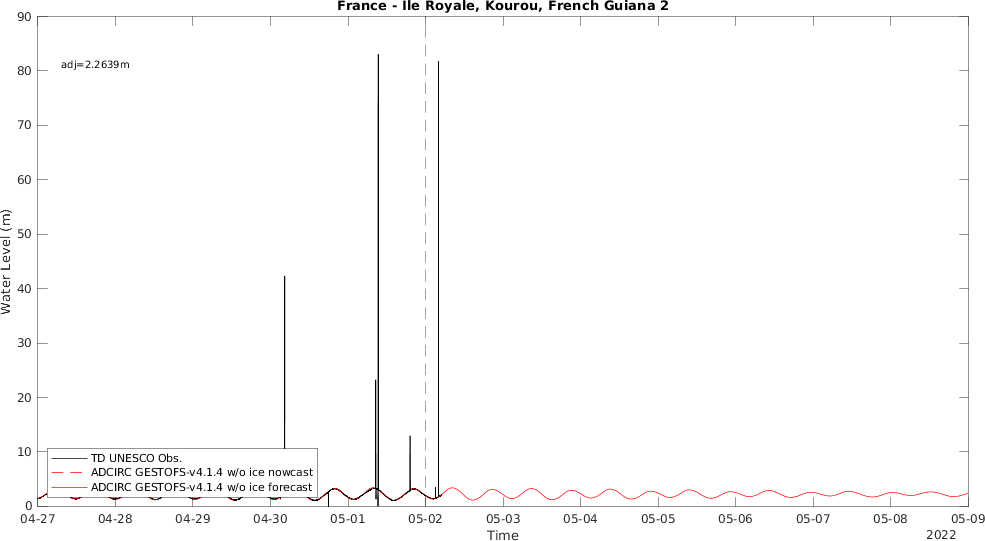 France - Ile Royale, Kourou, French Guiana 2
90
80
70
60
50
40
30
20
10
0
Water Level (m)
adj=2.2639m
TD UNESCO Obs.
ADCIRC GESTOFS-v4.1.4 w/o ice nowcast
ADCIRC GESTOFS-v4.1.4 w/o ice forecast
04-27 04-28 04-29 04-30 05-01 05-02 05-03 05-04 05-05 05-06 05-07 05-08 05-09
Time
2022